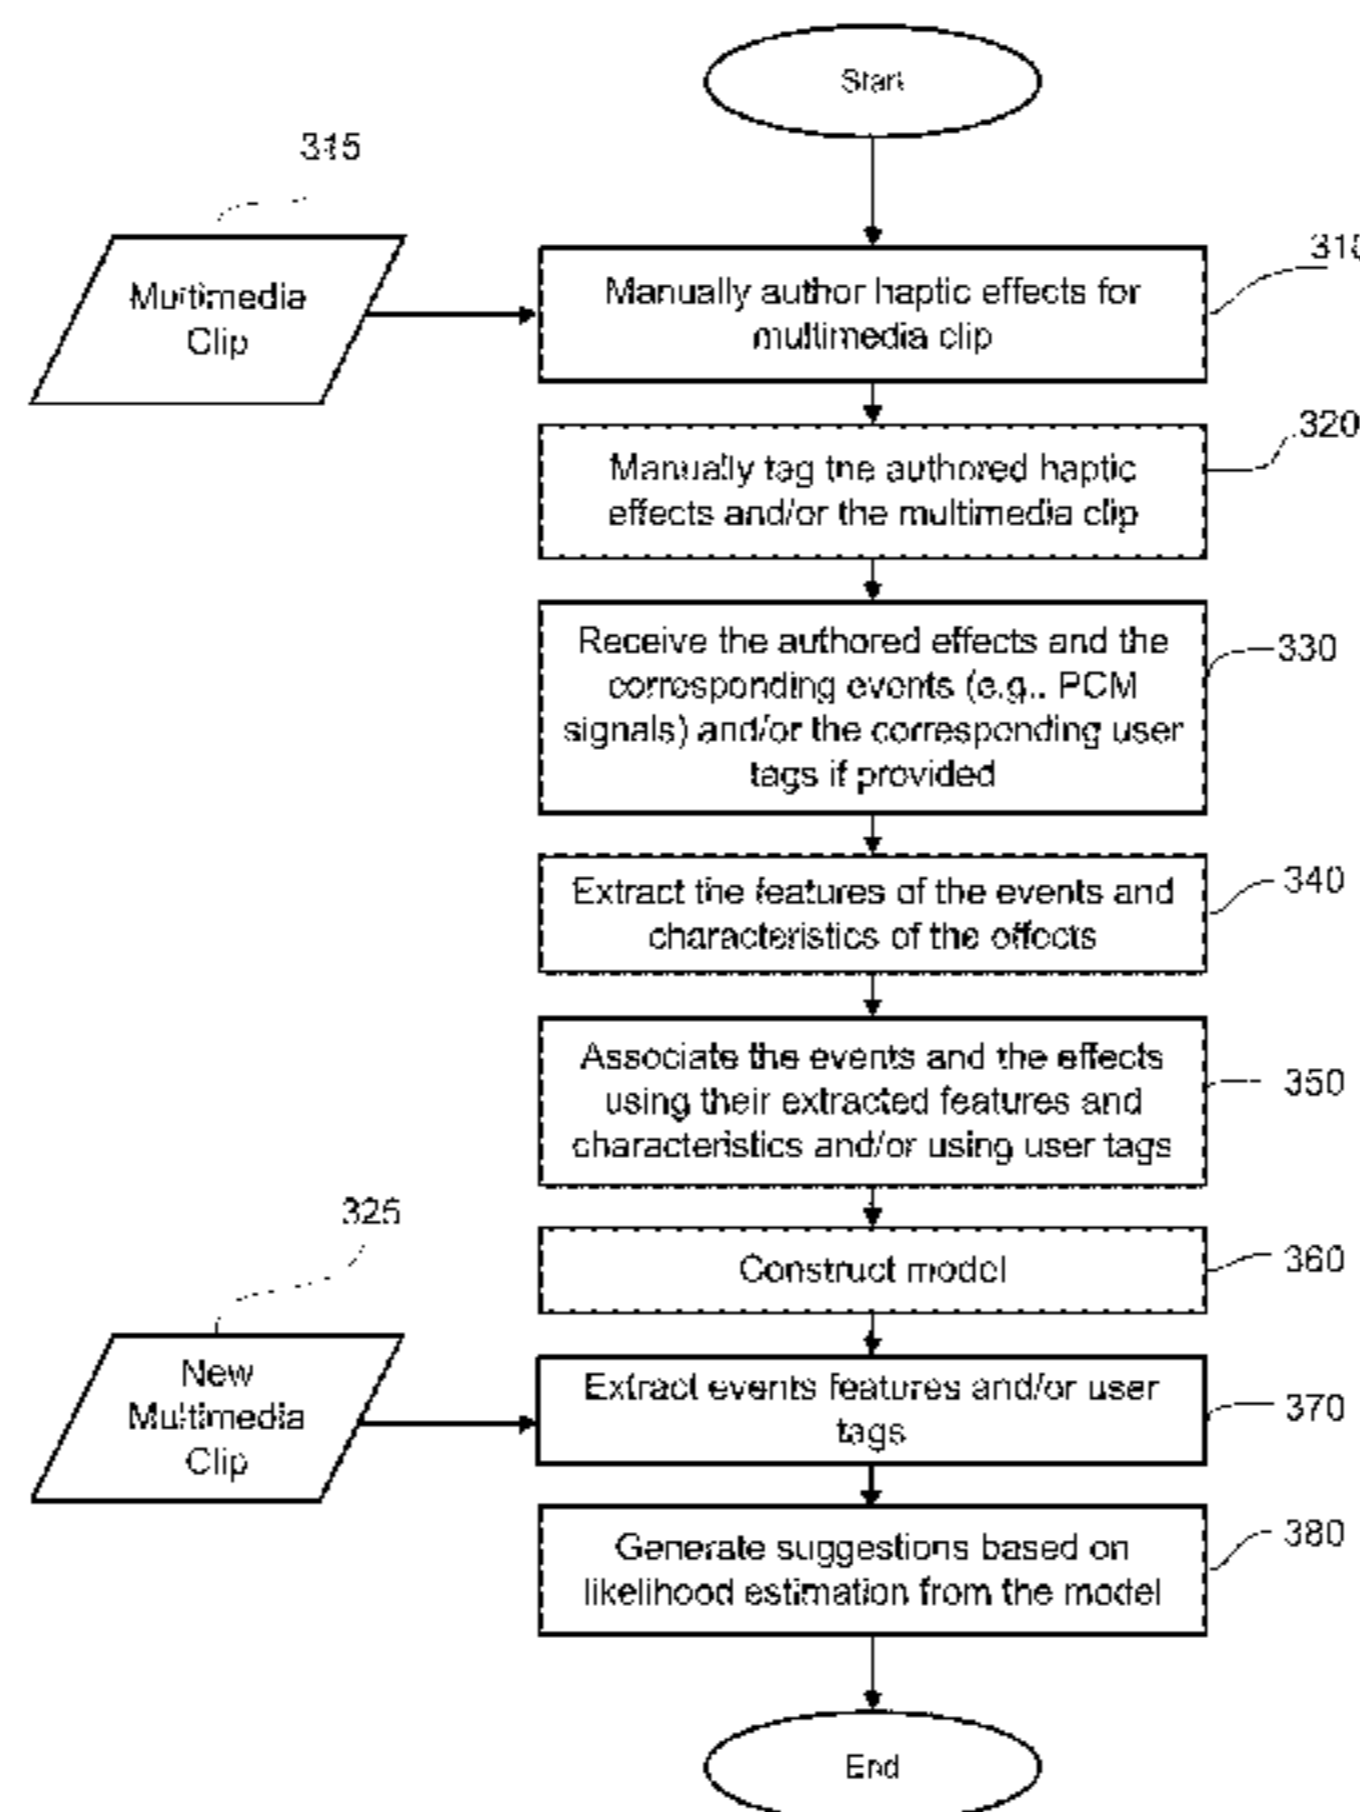 Start
315
Multimedia
Clip
310
Manually author haptic effects for
multimedia clip
320
Manually tag the authored haptic
effects and/or the multimedia clip
330
Receive the authored effects and the
corresponding events (e.g.. PCM
signals) and/or the corresponding user
tags if provided
340
Extract the features of the events and
characteristics of the effects
350
Associate the events and the effects
using their extracted features and
characteristics and/or using user tags
325
360
Construct model
New
Multimedia
Clip
370
Extract events features and/or user
tags
380
Generate suggestions based on
likelihood estimation from the model
End